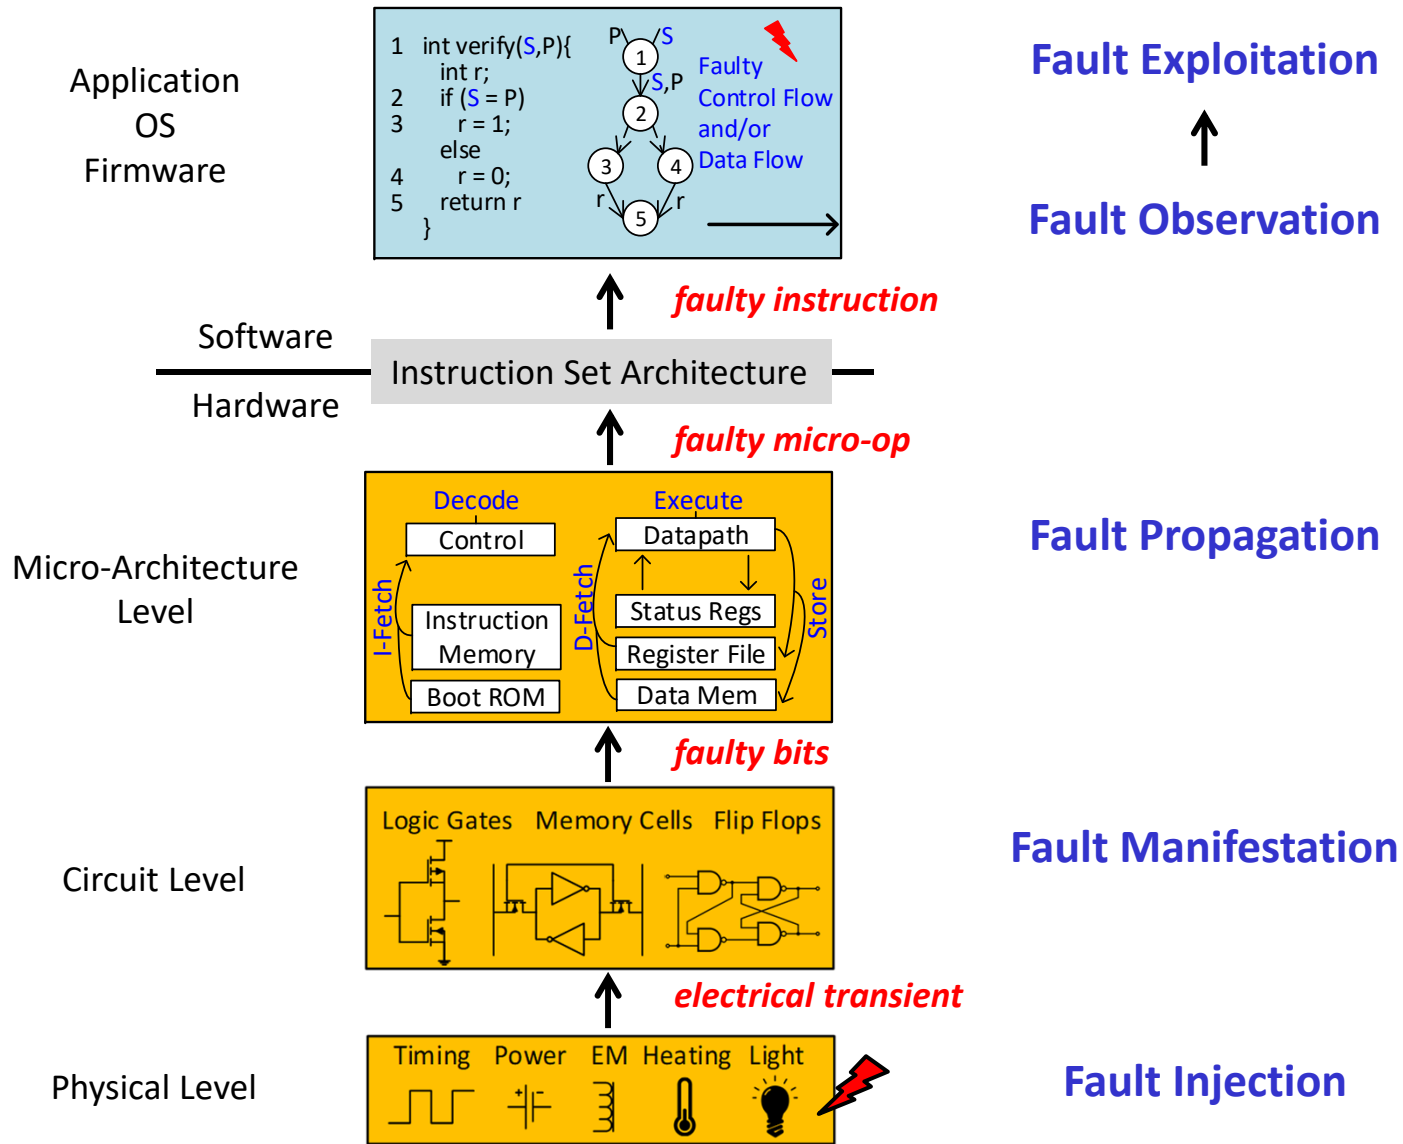 Application
OS
Firmware
1 int verify(S,P){
int r;
2 if (S = P)
3 r = 1;
else
4 r = 0;
5 return r
}
P S
1
S,P
2
3 4
r r
5
Faulty
Control Flow
and/or
Data Flow
Fault Exploitation
Fault Observation
faulty instruction
Software
Instruction Set Architecture
Hardware
faulty micro-op
Micro-Architecture
Level
Decode
Control
I-Fetch
Instruction
Memory
Boot ROM
Execute
Datapath
D-Fetch
Status Regs
Register File
Data Mem
Store
Fault Propagation
faulty bits
Circuit Level
Logic Gates Memory Cells Flip Flops
Fault Manifestation
electrical transient
Physical Level
Timing Power EM Heating Light
+ -
Fault Injection